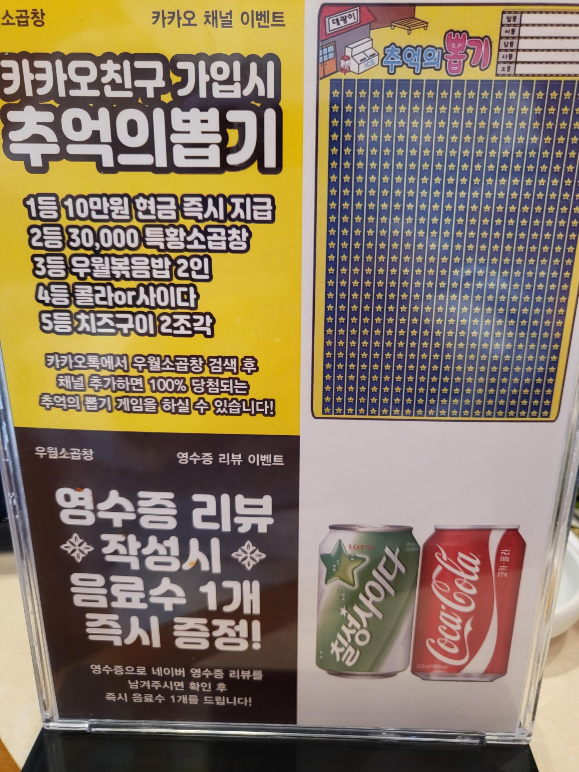 소곱창
카카오 채널 이벤트
카카오친구 가입시
추억의뽑기
1등 10만원 현금 즉시 지급
2등 30,000 특황소곱창
3등 우월볶음밥 2인
4등 콜라or사이다
5등 치즈구이 2조각
카카오톡에서 우월소곱창 검색 후
채널 추가하면 100% 당첨되는
추억의 뽑기 게임을 하실 수 있습니다!
추억의 뽑기
우월소곱창
영수증 리뷰 이벤트
영수증 리뷰
작성시
음료수 1개
즉시 증정!
영수증으로 네이버 영수증 리뷰를
남겨주시면 확인 후
즉시 음료수 1개를 드립니다!
LOTTE
칠성사이다
Coca-Cola